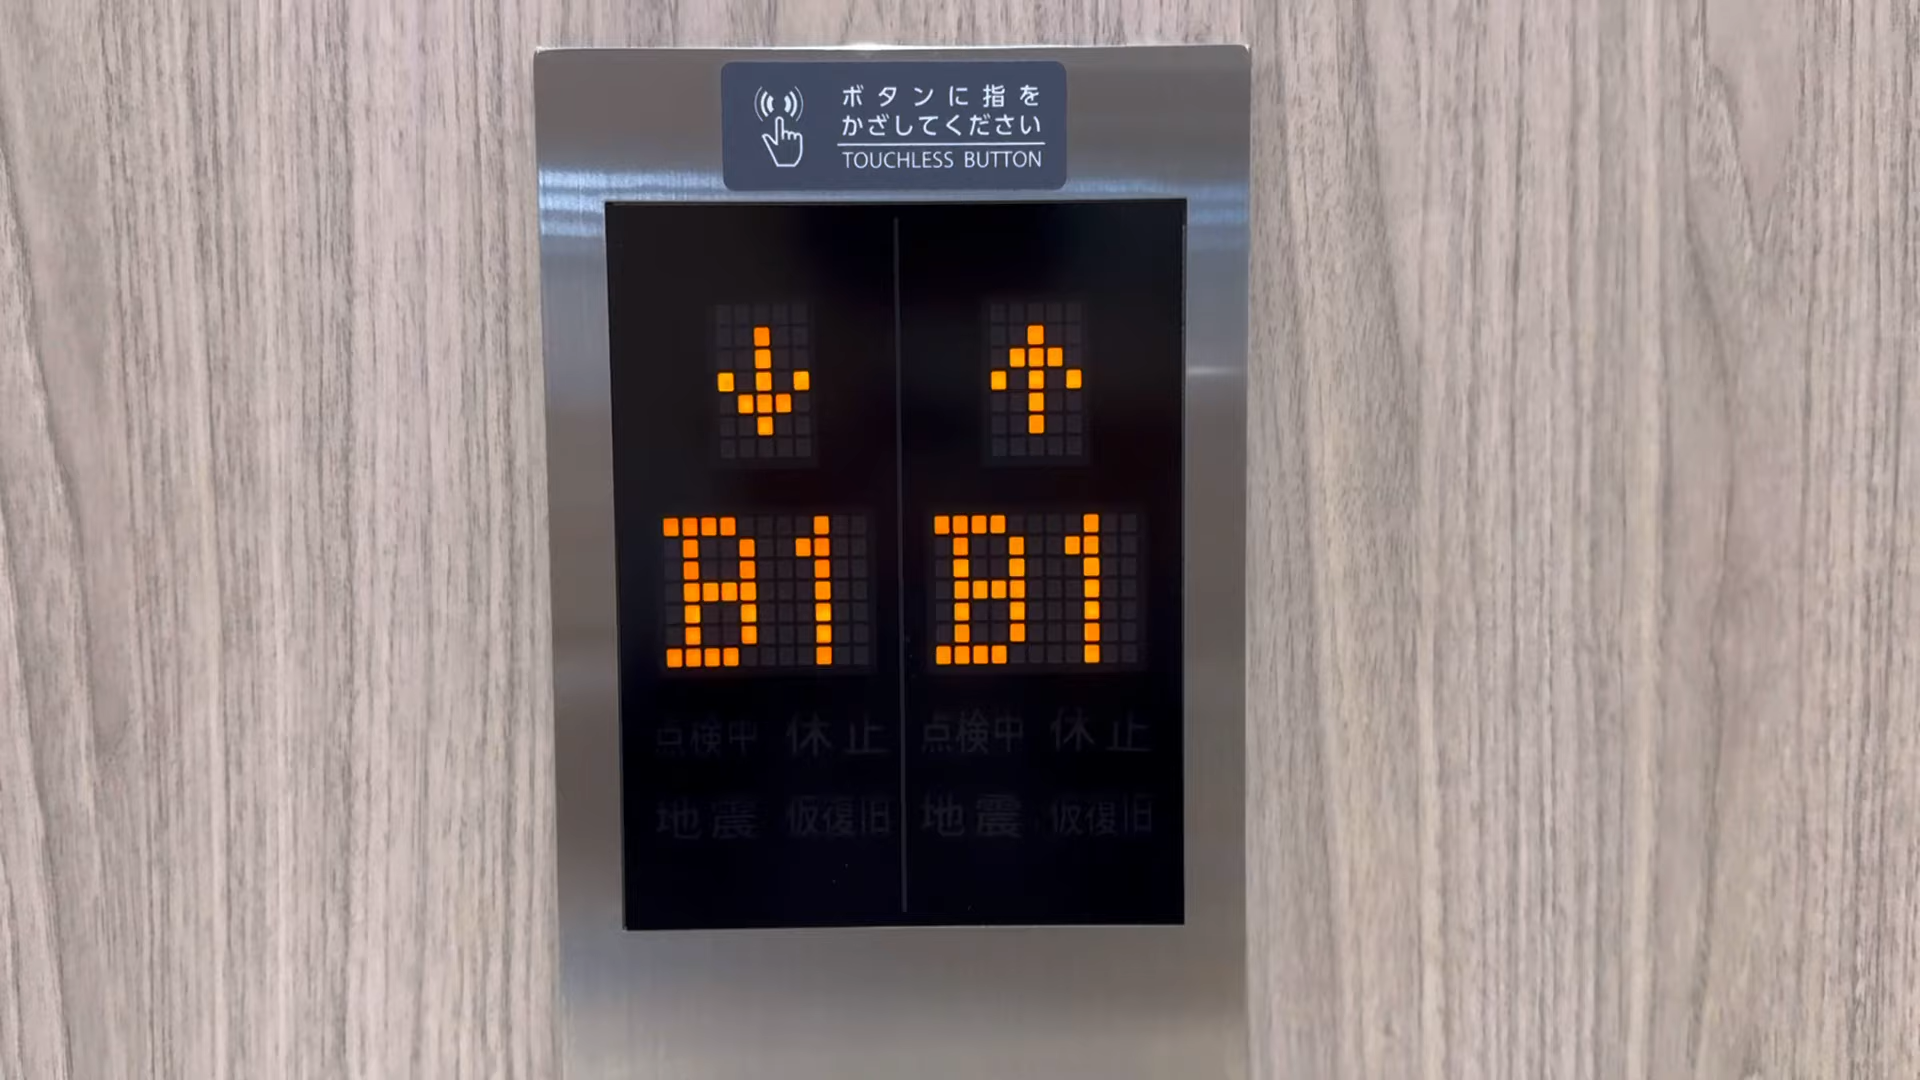 ボタンに指を
かざしてください
TOUCHLESS BUTTON
↓ ↑
B1 B1
点検中 休止 点検中 休止
地震 仮復旧 地震 仮復旧